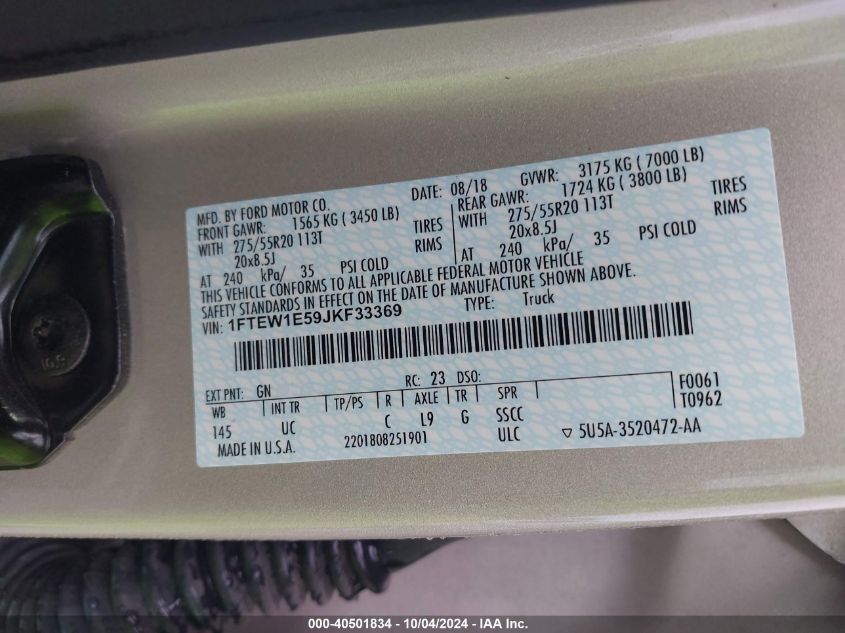 MFD. BY FORD MOTOR CO. DATE: 08/18 GVWR: 3175 KG ( 7000 LB)
FRONT GAWR: 1565 KG ( 3450 LB) REAR GAWR: 1724 KG ( 3800 LB)
WITH 275/55R20 113T TIRES WITH 275/55R20 113T TIRES
20x8.5J RIMS 20x8.5J RIMS
AT 240 kPa/ 35 PSI COLD AT 240 kPa/ 35 PSI COLD
THIS VEHICLE CONFORMS TO ALL APPLICABLE FEDERAL MOTOR VEHICLE
SAFETY STANDARDS IN EFFECT ON THE DATE OF MANUFACTURE SHOWN ABOVE.
VIN: 1FTEW1E59JKF33369 TYPE: Truck
EXT PNT: GN RC: 23 DSO: F0061
WB INT TR TP/PS R AXLE TR SPR T0962
145 UC C L9 G SSCC
MADE IN U.S.A. 2201808251901 ULC ▽ 5U5A-3520472-AA
000-40501834 - 10/04/2024 - IAA Inc.